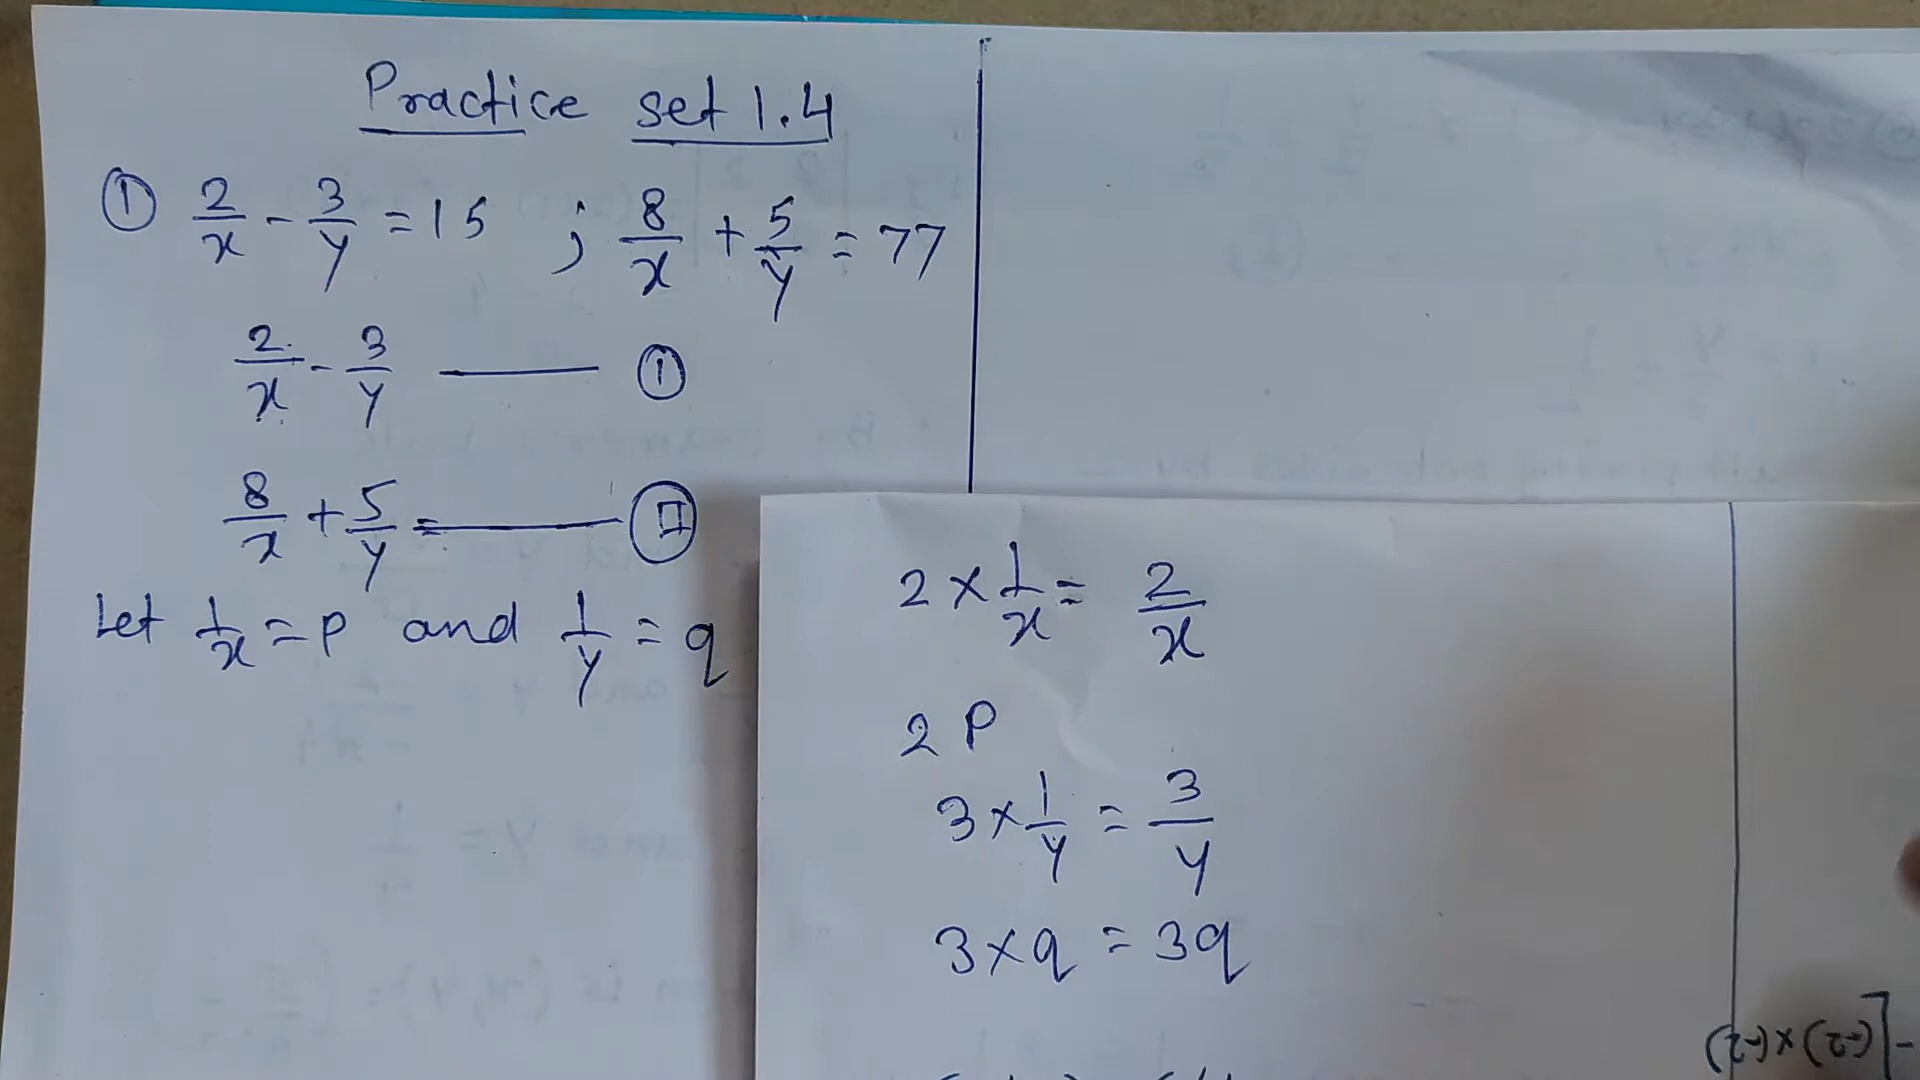 Practice set 1.4
① 2/x - 3/y = 15 ; 8/x + 5/y = 77
2/x - 3/y —— ①
8/x + 5/y = —— Ⅱ
Let 1/x = p and 1/y = q
2 × 1/x = 2/x
2 p
3 × 1/y = 3/y
3 × q = 3q